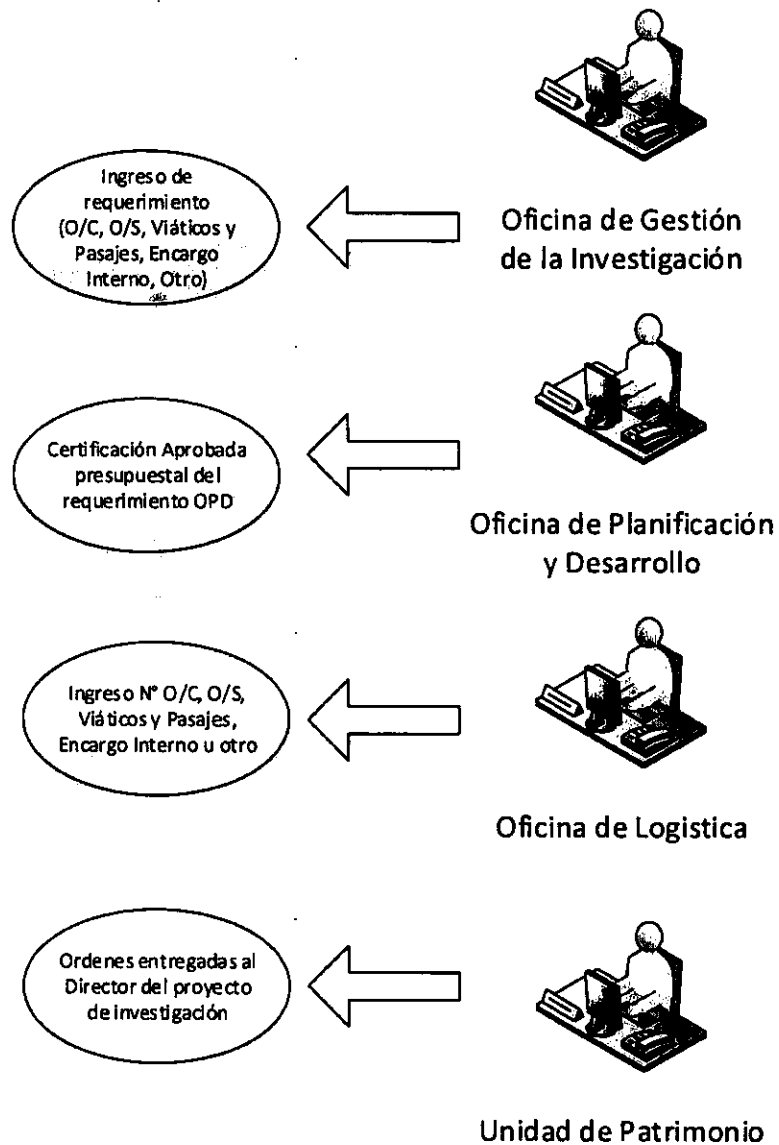 Ingreso de
requerimiento
(O/C, O/S, Viáticos y
Pasajes, Encargo
Interno, Otro)
Oficina de Gestión
de la Investigación
Certificación Aprobada
presupuestal del
requerimiento OPD
Oficina de Planificación
y Desarrollo
Ingreso N° O/C, O/S,
Viáticos y Pasajes,
Encargo Interno u otro
Oficina de Logistica
Ordenes entregadas al
Director del proyecto
de investigación
Unidad de Patrimonio